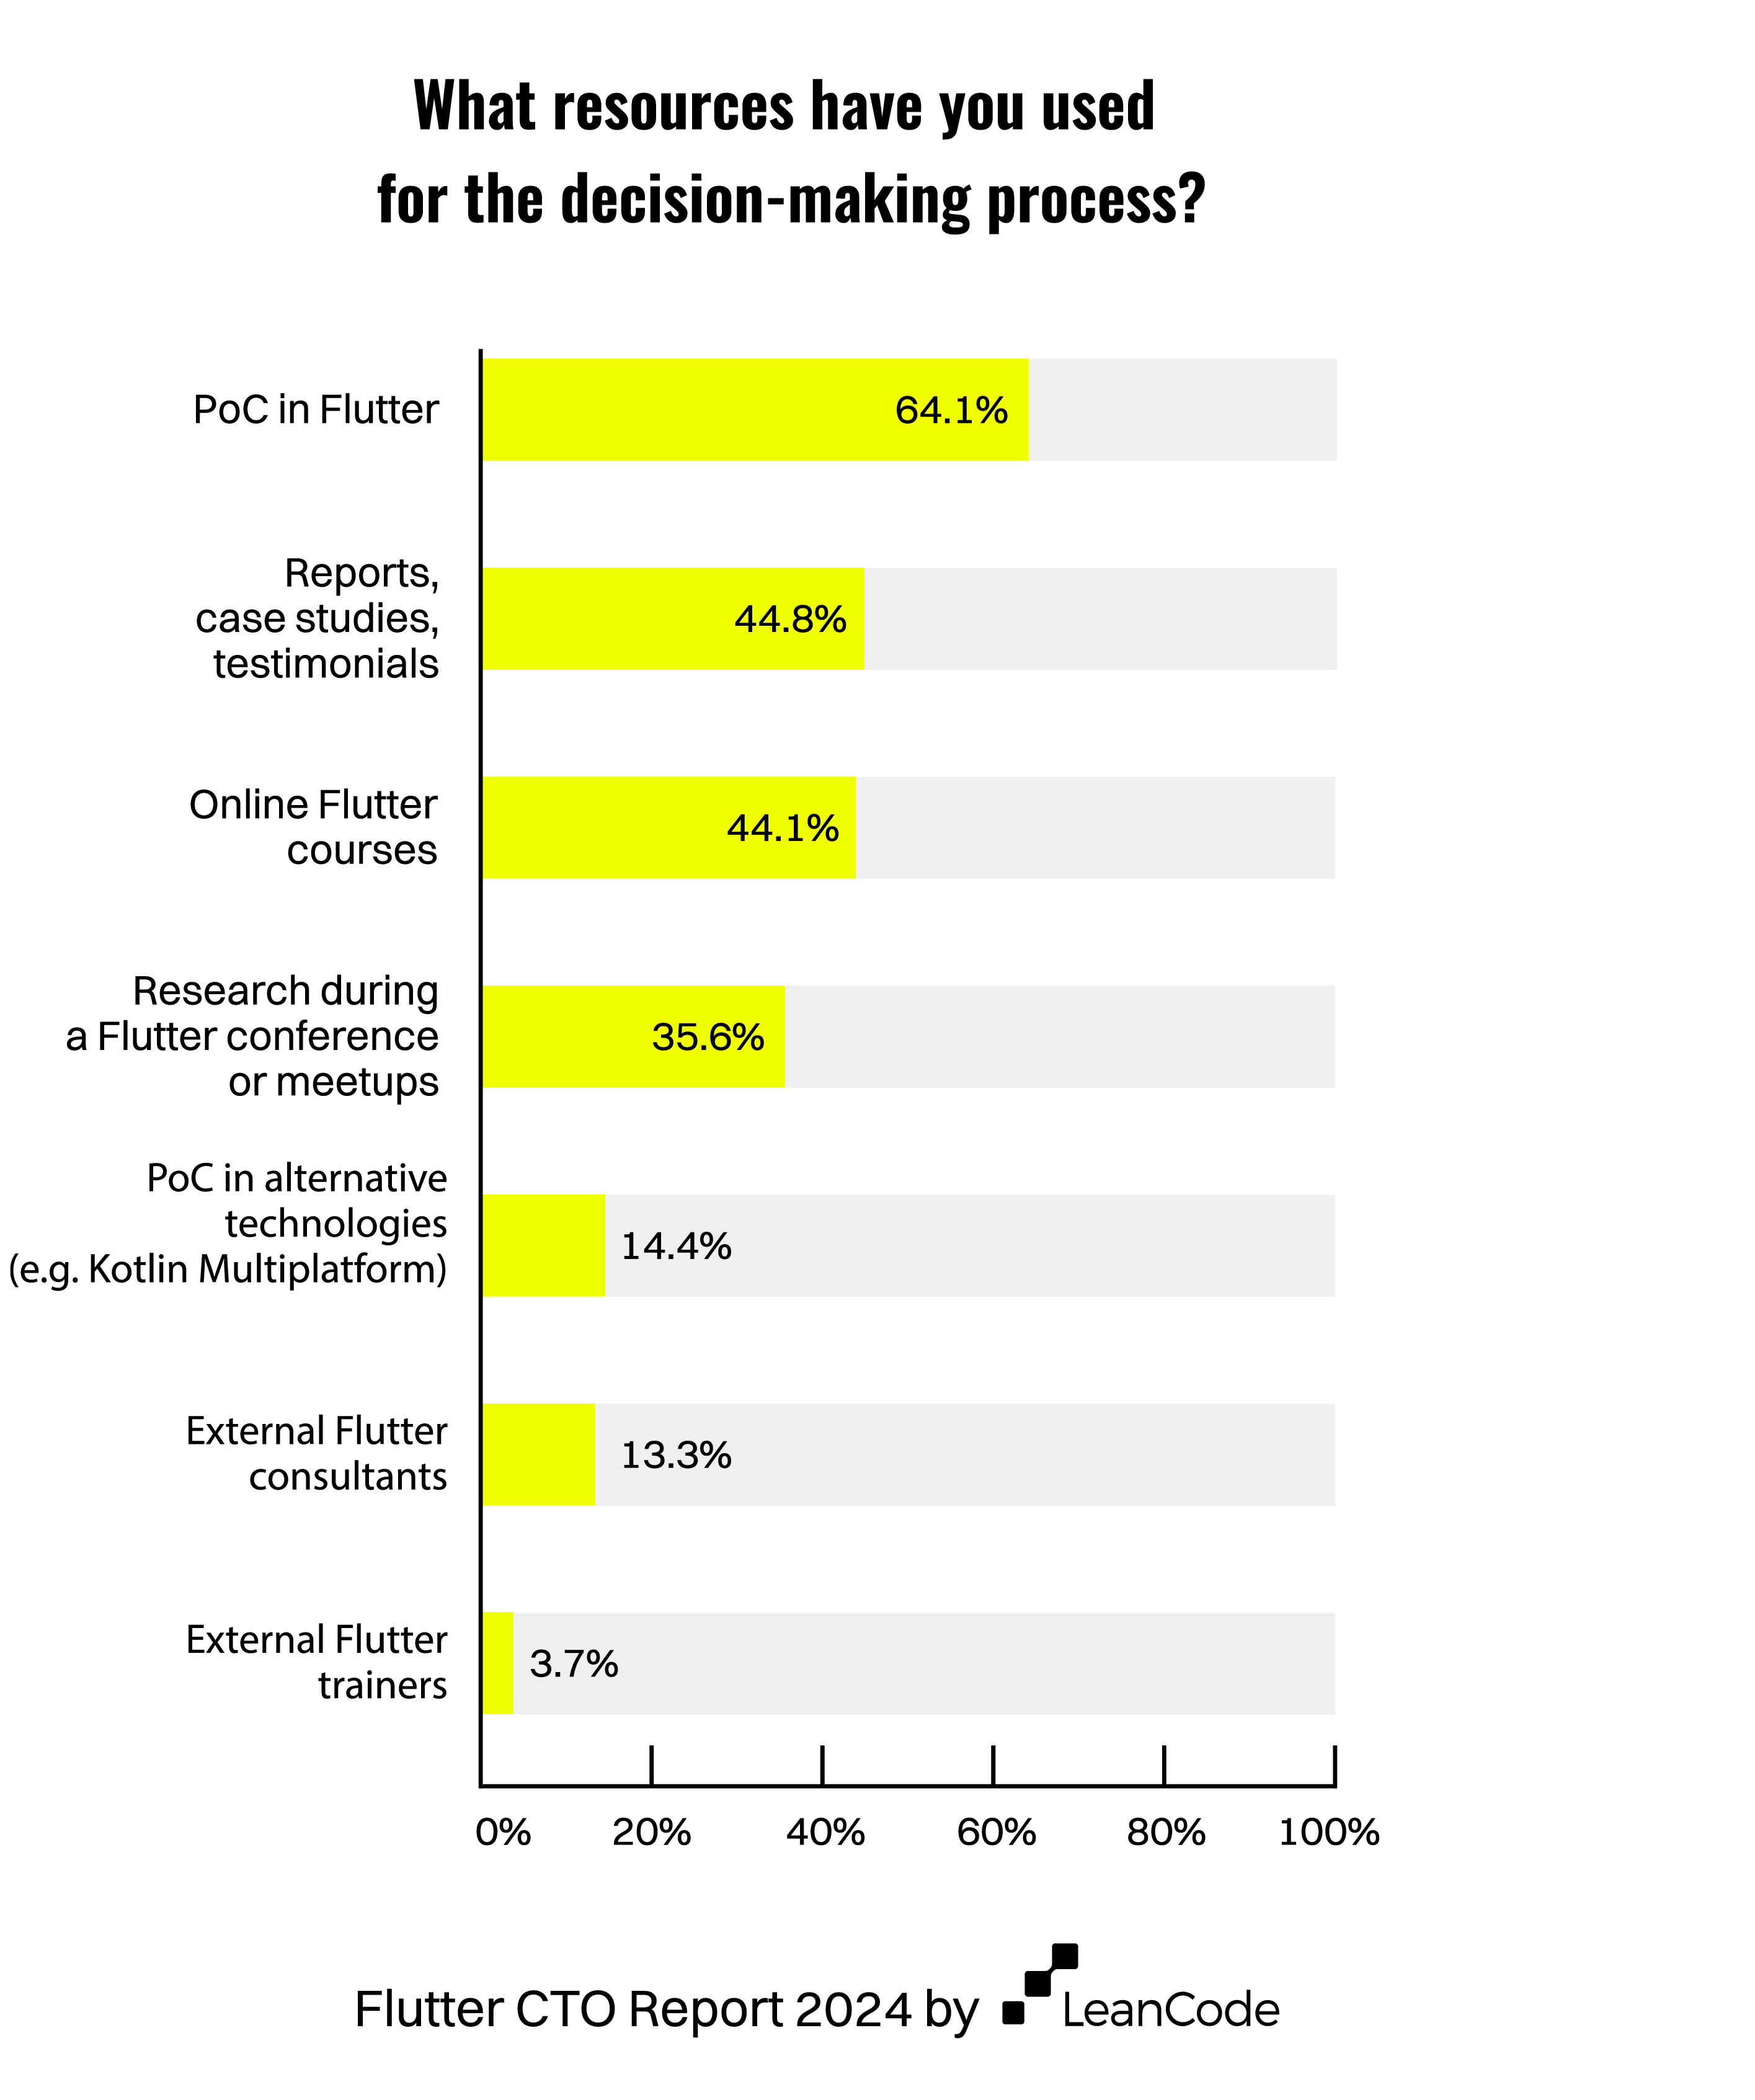 What resources have you used
for the decision-making process?
PoC in Flutter
64.1%
Reports,
case studies,
testimonials
44.8%
Online Flutter
courses
44.1%
Research during
a Flutter conference
or meetups
35.6%
PoC in alternative
technologies
(e.g. Kotlin Multiplatform)
14.4%
External Flutter
consultants
13.3%
External Flutter
trainers
3.7%
0% 20% 40% 60% 80% 100%
Flutter CTO Report 2024 by LeanCode